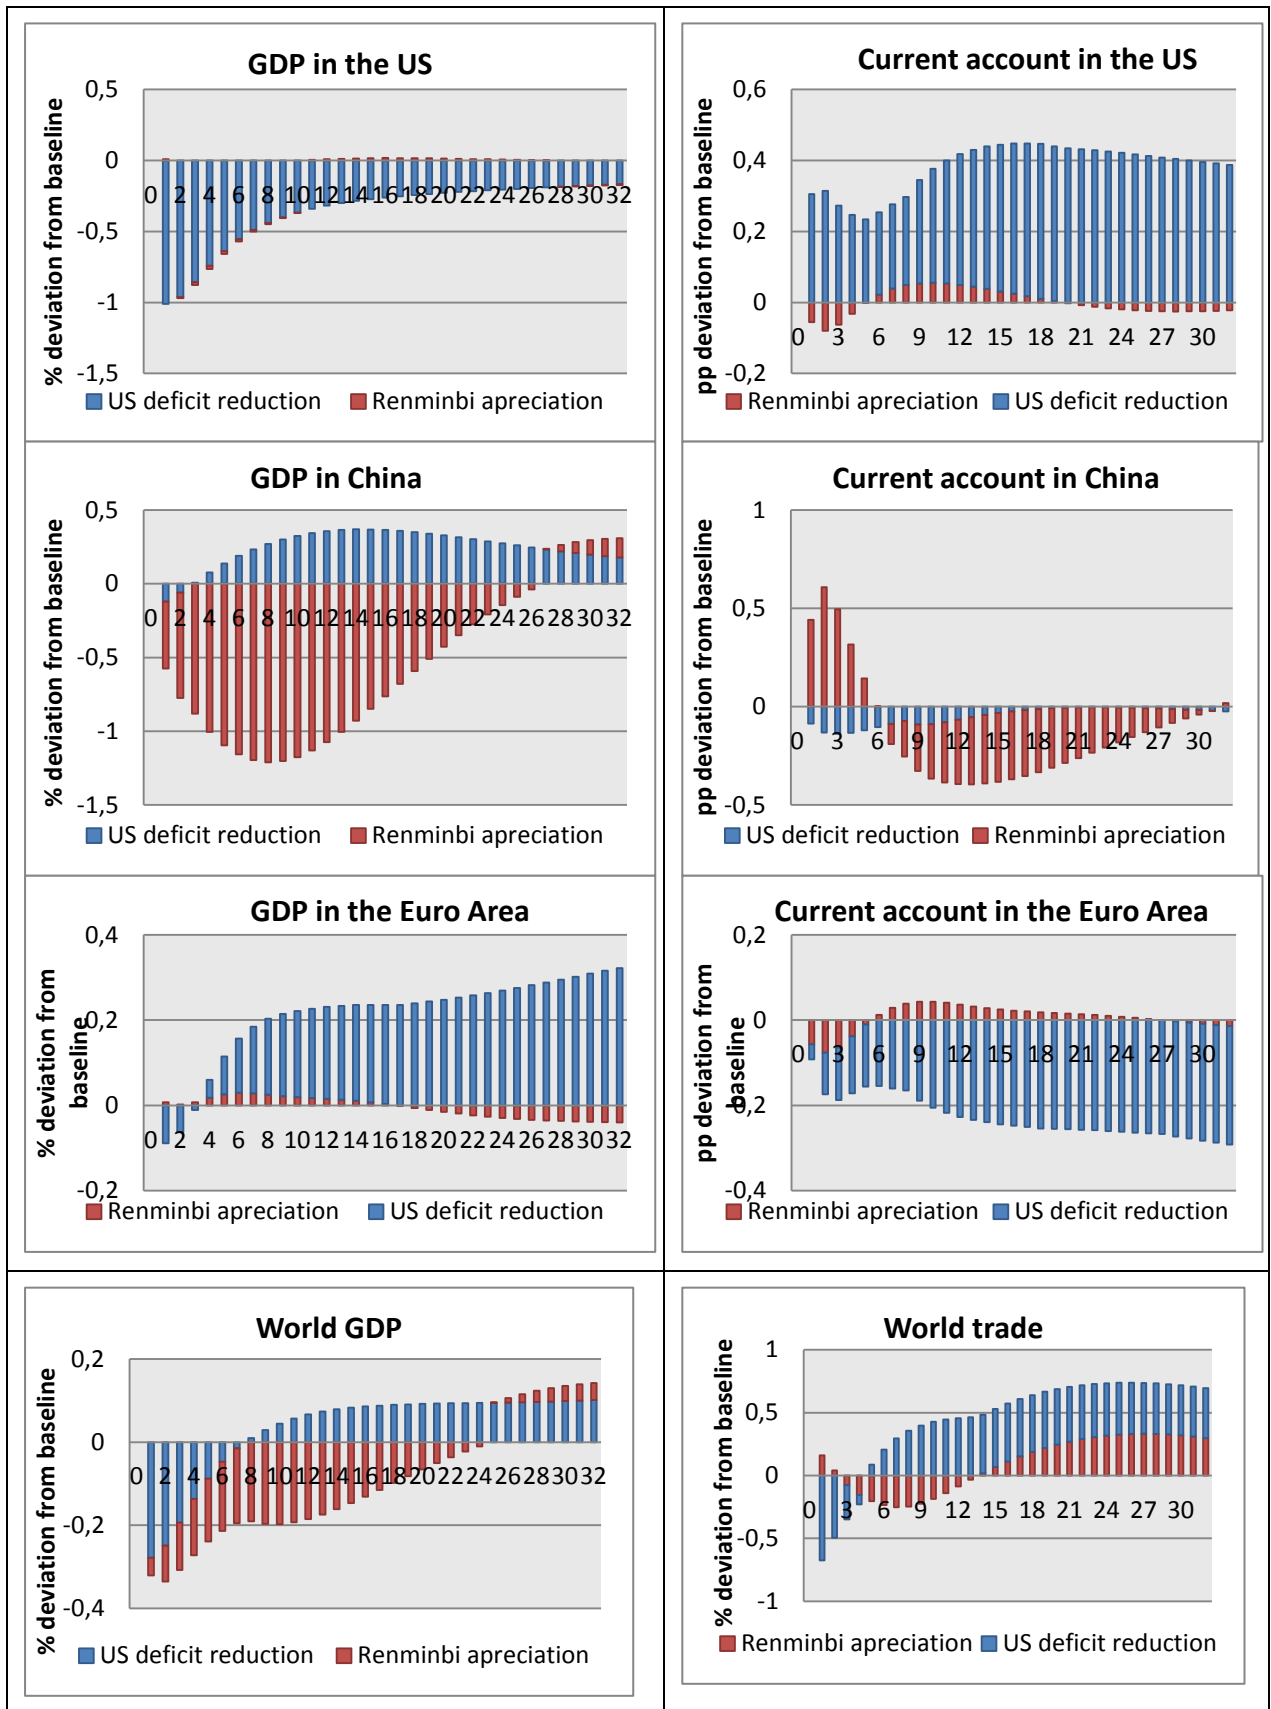 GDP in the US
% deviation from baseline
0,5
0
-0,5
-1
-1,5
0 2 4 6 8 10 12 14 16 18 20 22 24 26 28 30 32
US deficit reduction Renminbi apreciation
Current account in the US
pp deviation from baseline
0,6
0,4
0,2
0
-0,2
0 3 6 9 12 15 18 21 24 27 30
Renminbi apreciation US deficit reduction
GDP in China
% deviation from baseline
0,5
0
-0,5
-1
-1,5
0 2 4 6 8 10 12 14 16 18 20 22 24 26 28 30 32
US deficit reduction Renminbi apreciation
Current account in China
pp deviation from baseline
1
0,5
0
-0,5
0 3 6 9 12 15 18 21 24 27 30
US deficit reduction Renminbi apreciation
GDP in the Euro Area
% deviation from
baseline
0,4
0,2
0
-0,2
0 2 4 6 8 10 12 14 16 18 20 22 24 26 28 30 32
Renminbi apreciation US deficit reduction
Current account in the Euro Area
pp deviation from
baseline
0,2
0
-0,2
-0,4
0 3 6 9 12 15 18 21 24 27 30
Renminbi apreciation US deficit reduction
World GDP
% deviation from baseline
0,2
0
-0,2
-0,4
0 2 4 6 8 10 12 14 16 18 20 22 24 26 28 30 32
US deficit reduction Renminbi apreciation
World trade
% deviation from baseline
1
0,5
0
-0,5
-1
0 3 6 9 12 15 18 21 24 27 30
Renminbi apreciation US deficit reduction